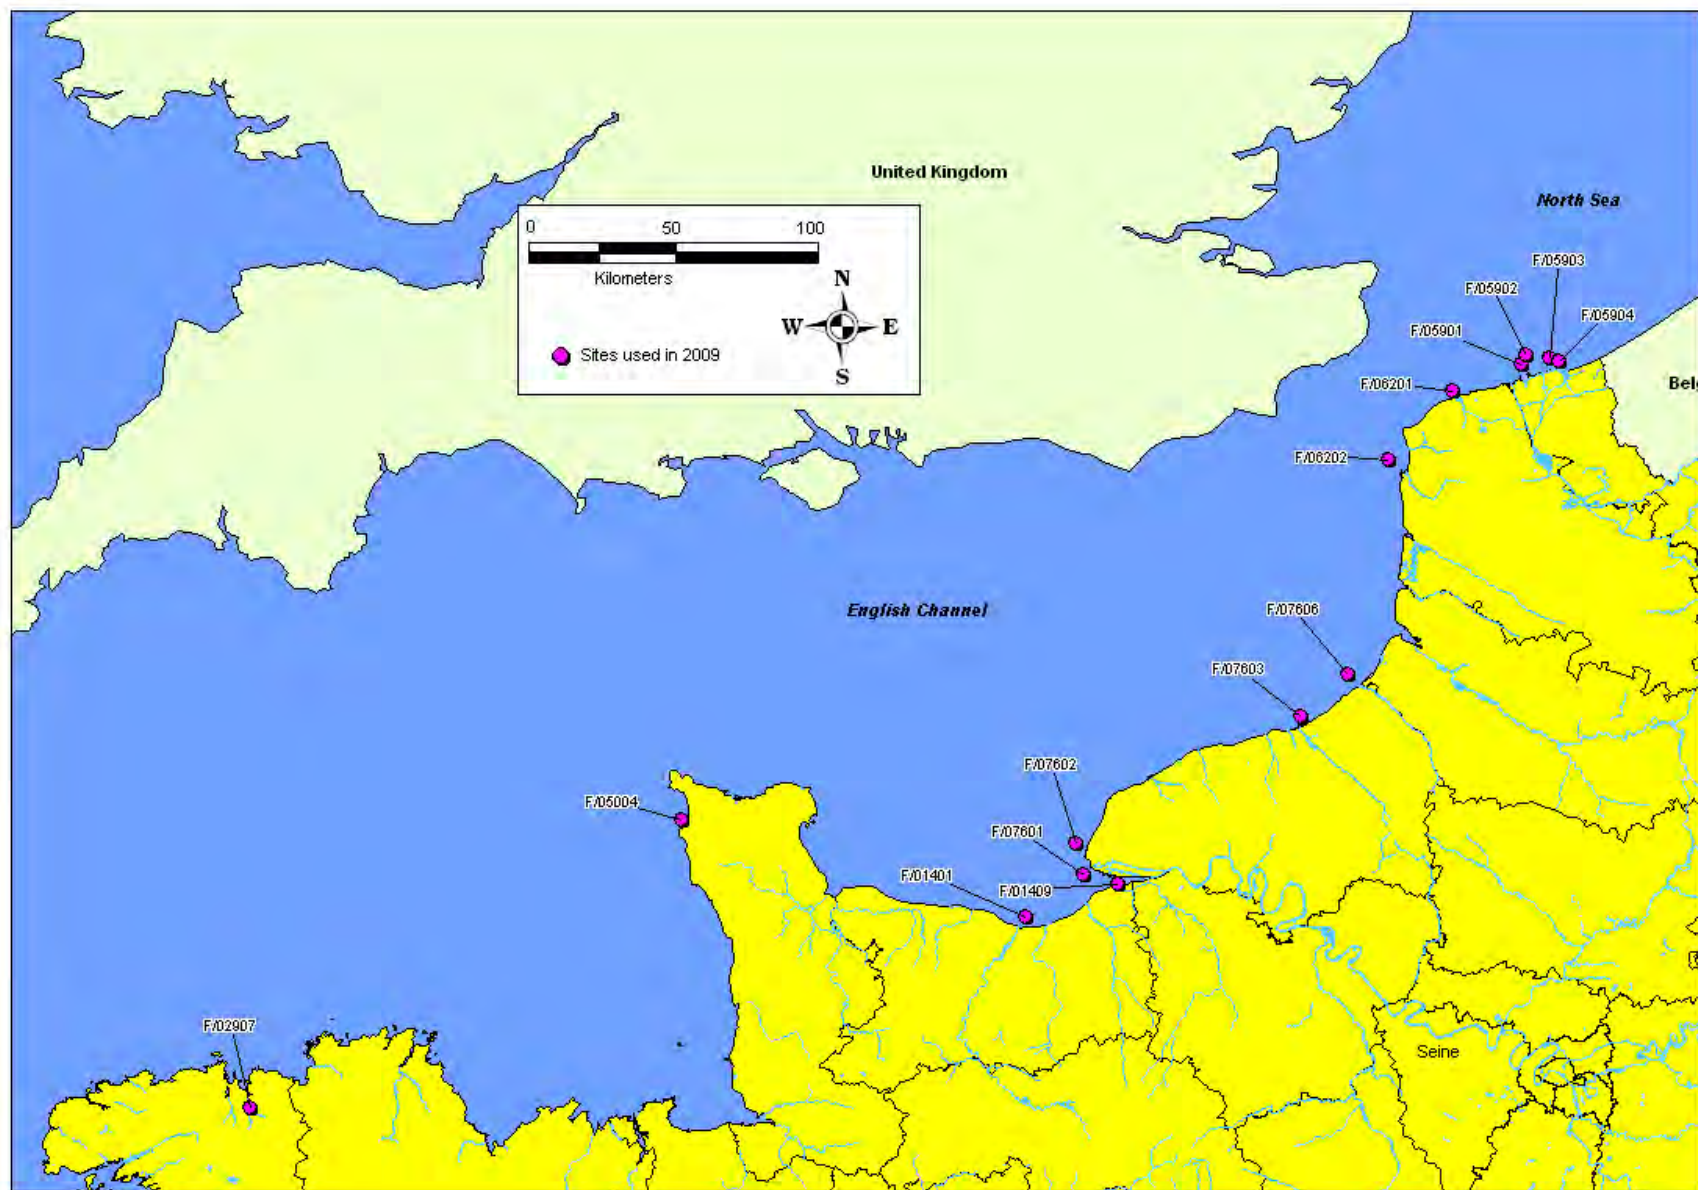 United Kingdom
North Sea
0 50 100
Kilometers
N
W E
S
Sites used in 2009
F/05903
F/05902
F/05904
F/05901
F/06201
Belg
F/06202
English Channel
F/07606
F/07603
F/07602
F/05004
F/07601
F/01401
F/01409
F/02907
Seine